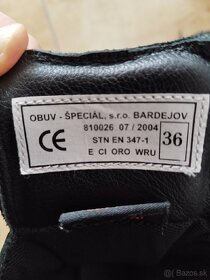 OBUV - ŠPECIÁL, s.r.o. BARDEJOV
CE 810026 07 / 2004
STN EN 347-1 36
E CI ORO WRU
bazos.sk